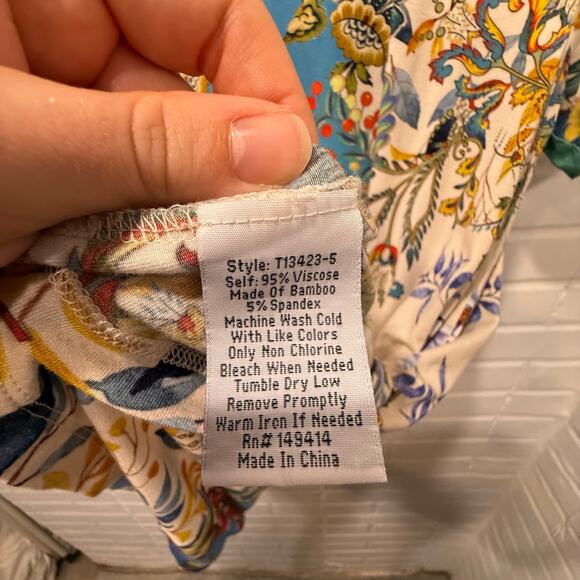 Style: T13423-5
Self: 95% Viscose
Made Of Bamboo
5% Spandex
Machine Wash Cold
With Like Colors
Only Non Chlorine
Bleach When Needed
Tumble Dry Low
Remove Promptly
Warm Iron If Needed
Rn# 149414
Made In China